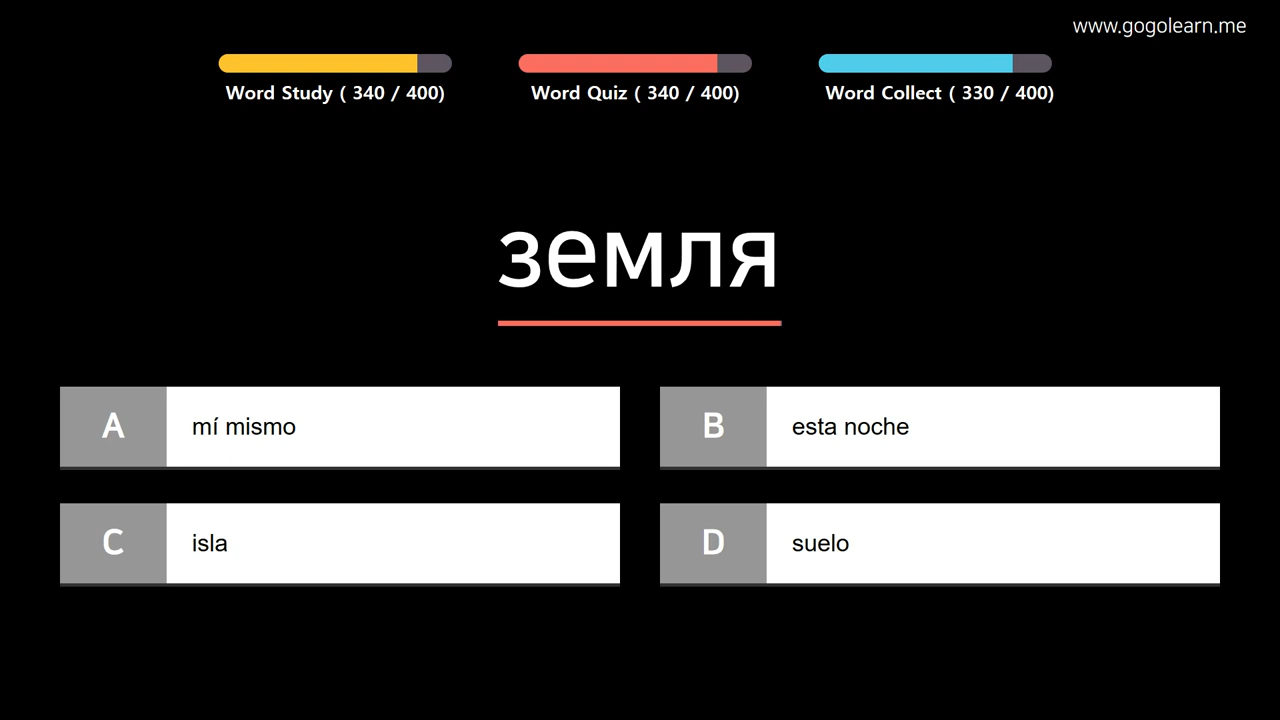 www.gogolearn.me
Word Study ( 340 / 400)
Word Quiz ( 340 / 400)
Word Collect ( 330 / 400)
земля
A
mí mismo
B
esta noche
C
isla
D
suelo